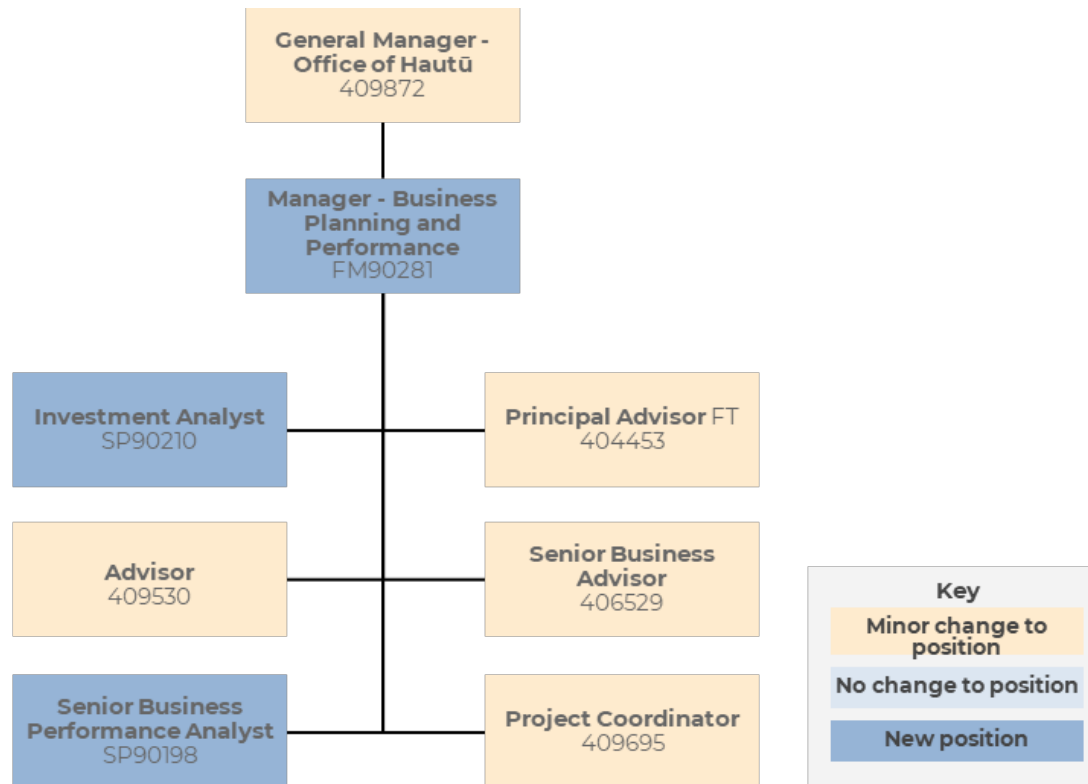 General Manager -
Office of Hautū
409872
Manager - Business
Planning and
Performance
FM90281
Investment Analyst
SP90210
Principal Advisor FT
404453
Advisor
409530
Senior Business
Advisor
406529
Senior Business
Performance Analyst
SP90198
Project Coordinator
409695
Key
Minor change to
position
No change to position
New position